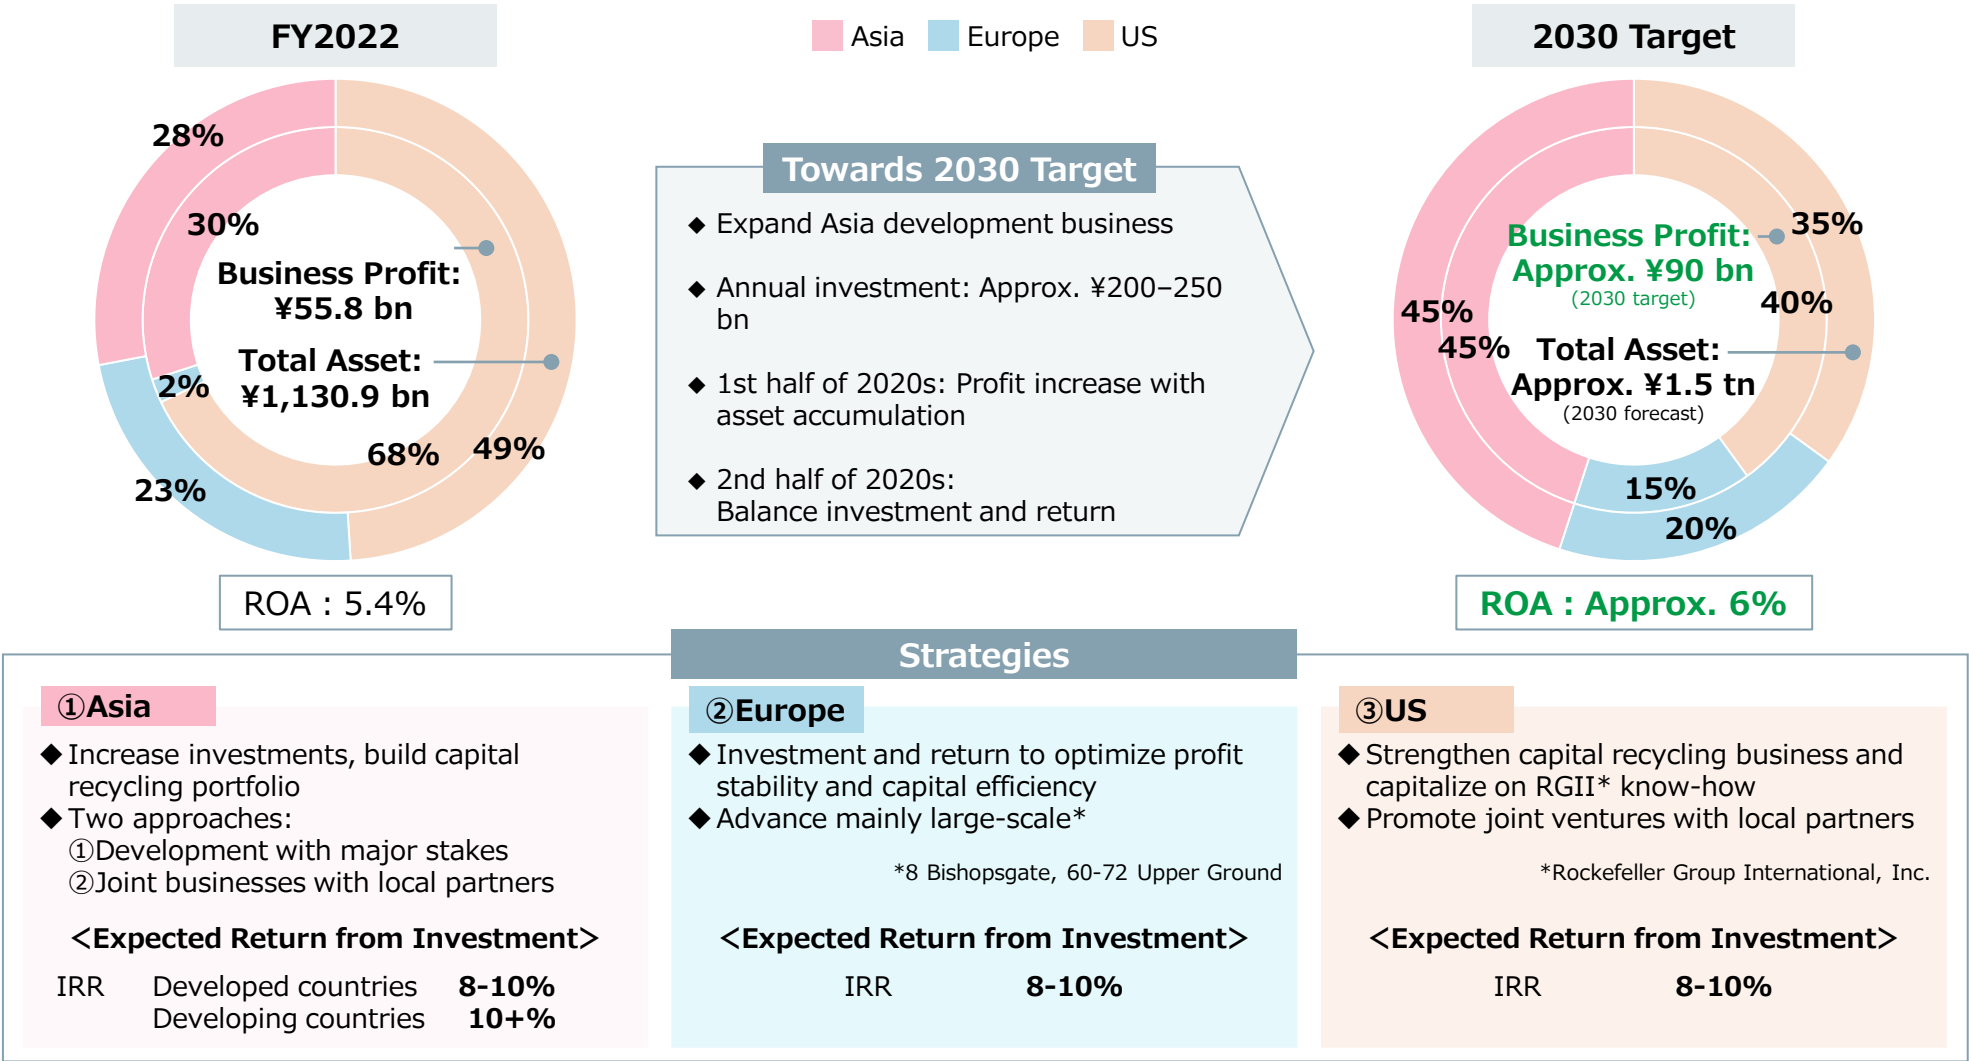 FY2022
Asia
Europe
US
2030 Target
28%
30%
Business Profit:
¥55.8 bn
Total Asset:
¥1,130.9 bn
2%
68%
49%
23%
ROA : 5.4%
Towards 2030 Target
◆ Expand Asia development business
◆ Annual investment: Approx. ¥200–250
bn
◆ 1st half of 2020s: Profit increase with
asset accumulation
◆ 2nd half of 2020s:
Balance investment and return
35%
Business Profit:
Approx. ¥90 bn
(2030 target)
40%
45%
45%
Total Asset:
Approx. ¥1.5 tn
(2030 forecast)
15%
20%
ROA : Approx. 6%
Strategies
①Asia
◆ Increase investments, build capital
recycling portfolio
◆ Two approaches:
①Development with major stakes
②Joint businesses with local partners
<Expected Return from Investment>
IRR Developed countries 8-10%
Developing countries 10+%
②Europe
◆ Investment and return to optimize profit
stability and capital efficiency
◆ Advance mainly large-scale*
*8 Bishopsgate, 60-72 Upper Ground
<Expected Return from Investment>
IRR 8-10%
③US
◆ Strengthen capital recycling business and
capitalize on RGII* know-how
◆ Promote joint ventures with local partners
*Rockefeller Group International, Inc.
<Expected Return from Investment>
IRR 8-10%